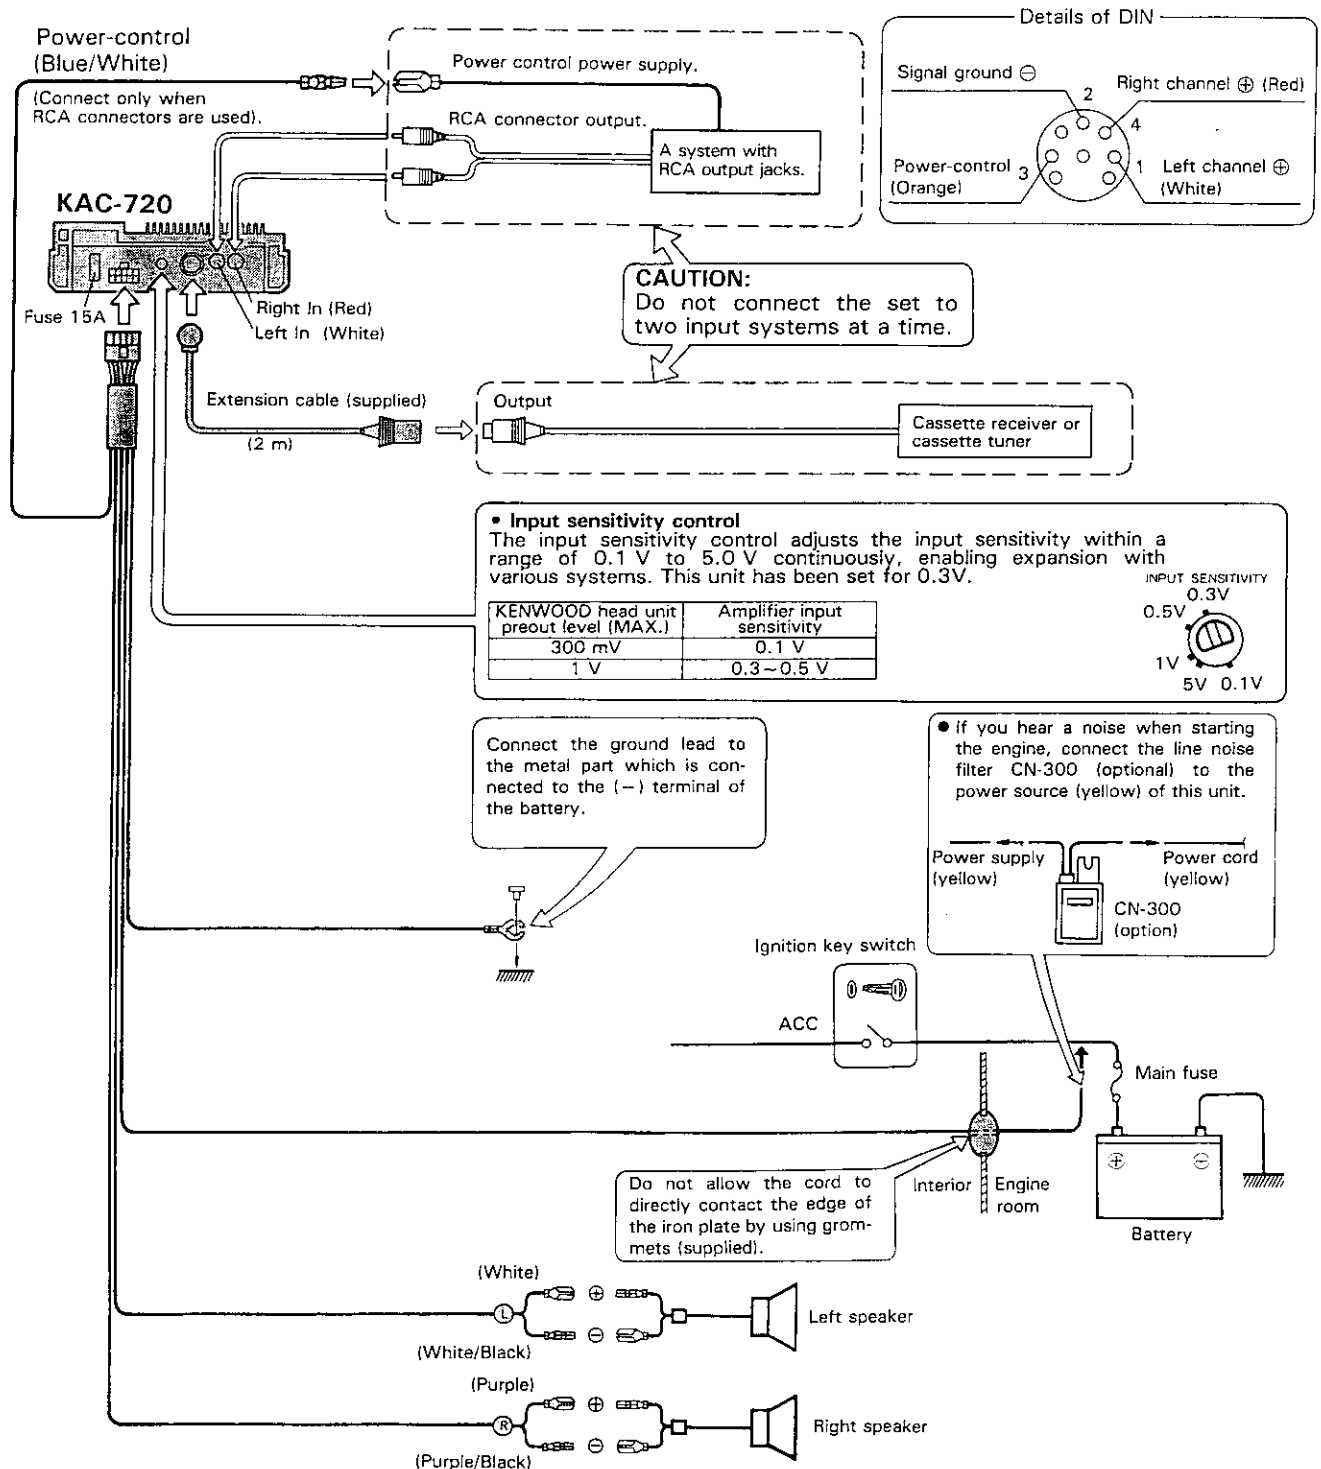 Power-control
(Blue/White)
(Connect only when
RCA connectors are used).
Power control power supply.
RCA connector output.
A system with
RCA output jacks.
Details of DIN
Signal ground ⊖
Right channel ⊕ (Red)
2
4
Power-control
(Orange)
3
1
Left channel ⊕
(White)
KAC-720
Fuse 15A
Right In (Red)
Left In (White)
CAUTION:
Do not connect the set to
two input systems at a time.
Extension cable (supplied)
(2 m)
Output
Cassette receiver or
cassette tuner
• Input sensitivity control
The input sensitivity control adjusts the input sensitivity within a
range of 0.1 V to 5.0 V continuously, enabling expansion with
various systems. This unit has been set for 0.3V.
KENWOOD head unit
preout level (MAX.)
Amplifier input
sensitivity
300 mV
0.1 V
1 V
0.3~0.5 V
INPUT SENSITIVITY
0.3V
0.5V
1V
5V 0.1V
Connect the ground lead to
the metal part which is con-
nected to the (−) terminal of
the battery.
● If you hear a noise when starting
the engine, connect the line noise
filter CN-300 (optional) to the
power source (yellow) of this unit.
Power supply
(yellow)
Power cord
(yellow)
CN-300
(option)
Ignition key switch
ACC
Main fuse
⊕ ⊖
Battery
Interior
Engine
room
Do not allow the cord to
directly contact the edge of
the iron plate by using grom-
mets (supplied).
(White)
L
⊕
⊖
(White/Black)
Left speaker
(Purple)
R
⊕
⊖
(Purple/Black)
Right speaker